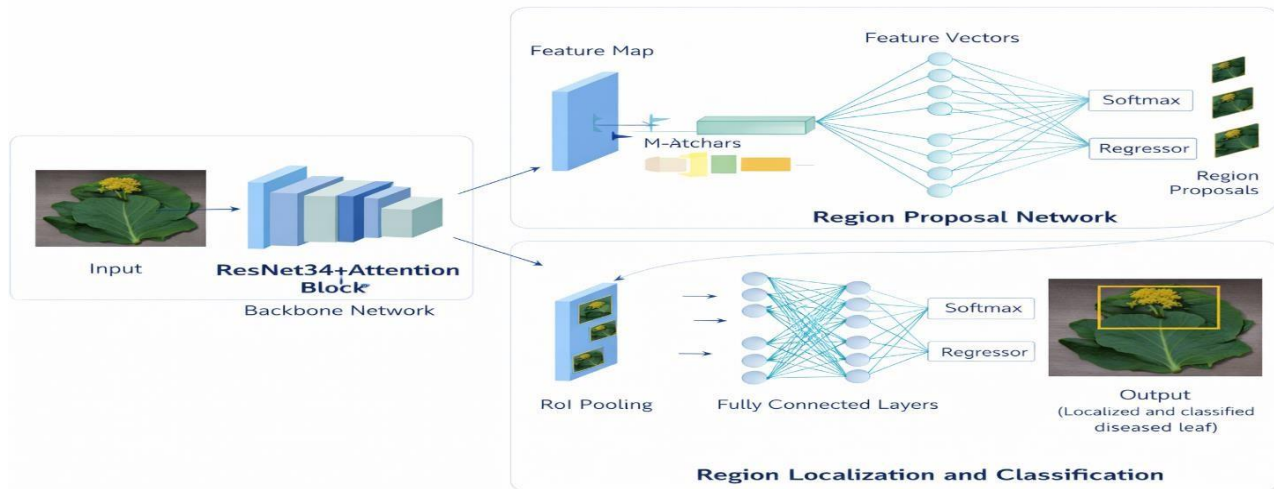 Feature Map
Feature Vectors
M-Atchars
Softmax
Regressor
Region
Proposals
Region Proposal Network
Input
ResNet34+Attention
Block
Backbone Network
RoI Pooling
Fully Connected Layers
Softmax
Regressor
Output
(Localized and classified
diseased leaf)
Region Localization and Classification